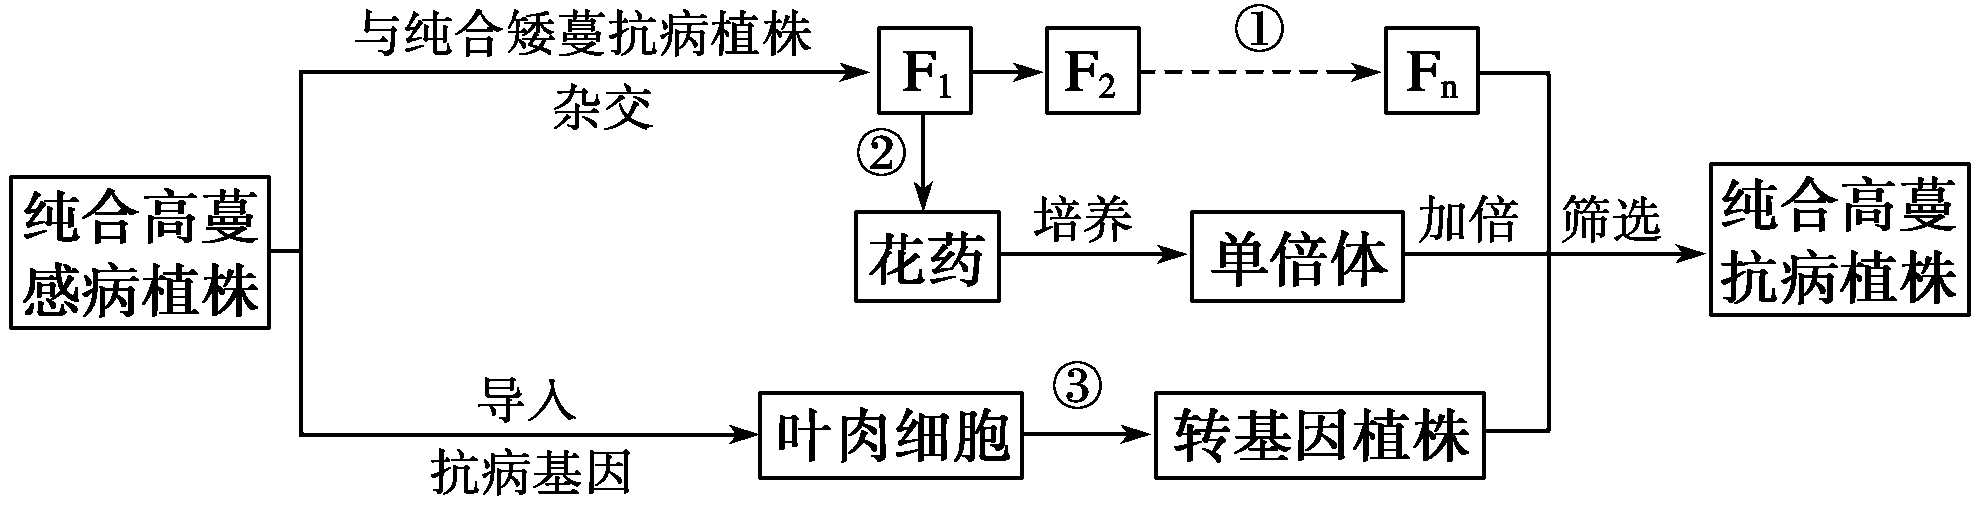 与纯合矮蔓抗病植株
杂交
F1
F2
①
Fn
②
纯合高蔓
感病植株
花药
培养
单倍体
加倍
筛选
纯合高蔓
抗病植株
导入
抗病基因
叶肉细胞
③
转基因植株